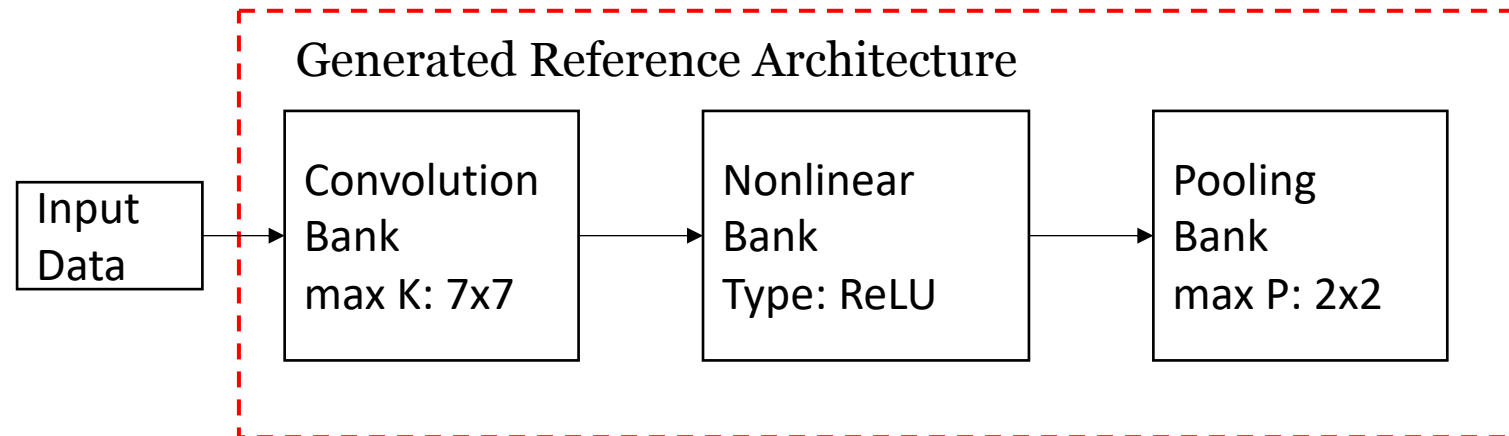 Generated Reference Architecture
Input
Data
Convolution
Bank
max K: 7x7
Nonlinear
Bank
Type: ReLU
Pooling
Bank
max P: 2x2